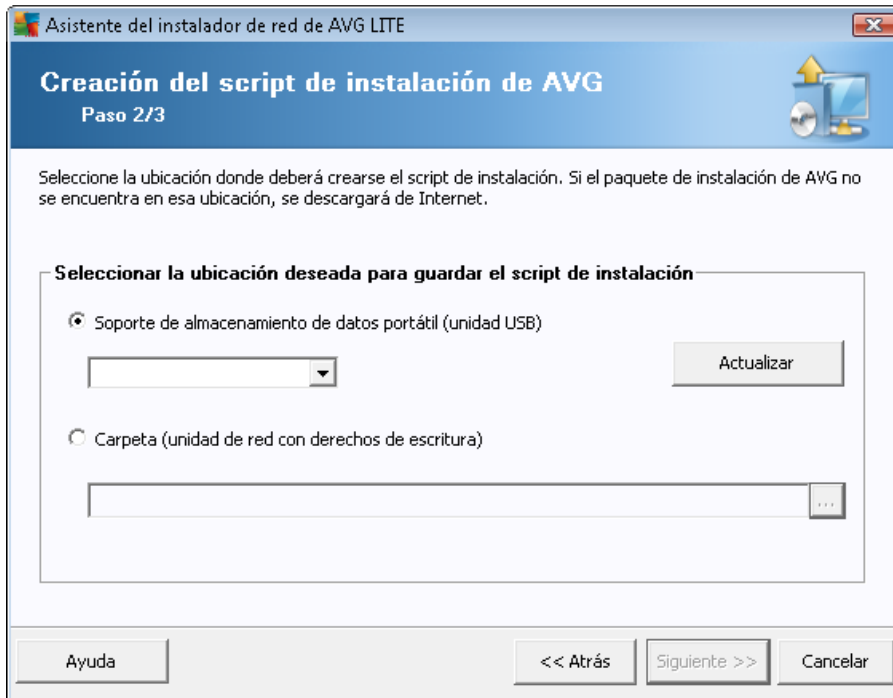 Asistente del instalador de red de AVG LITE
Creación del script de instalación de AVG
Paso 2/3
Seleccione la ubicación donde deberá crearse el script de instalación. Si el paquete de instalación de AVG no
se encuentra en esa ubicación, se descargará de Internet.
Seleccionar la ubicación deseada para guardar el script de instalación
Soporte de almacenamiento de datos portátil (unidad USB)
Actualizar
Carpeta (unidad de red con derechos de escritura)
...
Ayuda
<< Atrás
Siguiente >>
Cancelar